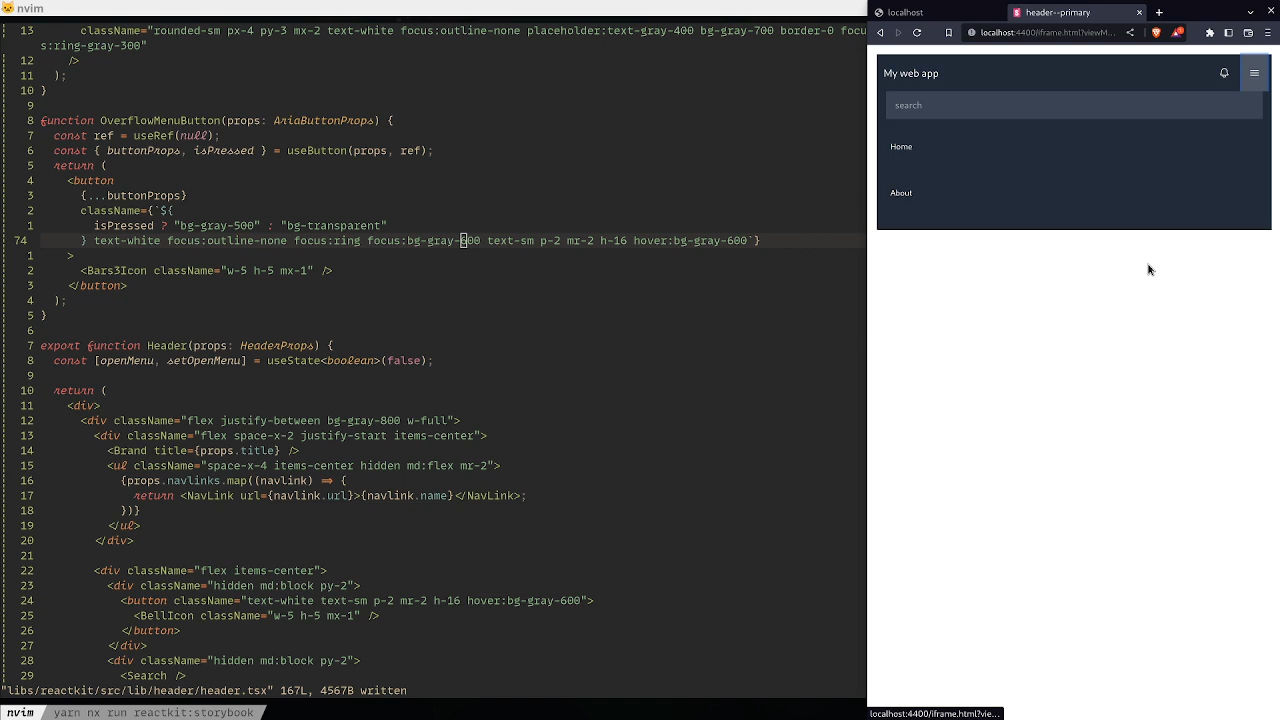 nvim
13 className="rounded-sm px-4 py-3 mx-2 text-white focus:outline-none placeholder:text-gray-400 bg-gray-700 border-0 focu
s:ring-gray-300"
12 />
11 );
10 }
9
8 function OverflowMenuButton(props: AriaButtonProps) {
7 const ref = useRef(null);
6 const { buttonProps, isPressed } = useButton(props, ref);
5 return (
4 <button
3 {...buttonProps}
2 className={`${
1 isPressed ? "bg-gray-500" : "bg-transparent"
74 } text-white focus:outline-none focus:ring focus:bg-gray-600 text-sm p-2 mr-2 h-16 hover:bg-gray-600`}
1 >
2 <Bars3Icon className="w-5 h-5 mx-1" />
3 </button>
4 );
5 }
6
7 export function Header(props: HeaderProps) {
8 const [openMenu, setOpenMenu] = useState<boolean>(false);
9
10 return (
11 <div>
12 <div className="flex justify-between bg-gray-800 w-full">
13 <div className="flex space-x-2 justify-start items-center">
14 <Brand title={props.title} />
15 <ul className="space-x-4 items-center hidden md:flex mr-2">
16 {props.navlinks.map((navlink) => {
17 return <NavLink url={navlink.url}>{navlink.name}</NavLink>;
18 })}
19 </ul>
20 </div>
21
22 <div className="flex items-center">
23 <div className="hidden md:block py-2">
24 <button className="text-white text-sm p-2 mr-2 h-16 hover:bg-gray-600">
25 <BellIcon className="w-5 h-5 mx-1" />
26 </button>
27 </div>
28 <div className="hidden md:block py-2">
29 <Search />
"libs/reactkit/src/lib/header/header.tsx" 167L, 4567B written
nvim yarn nx run reactkit:storybook
localhost header--primary
localhost:4400/iframe.html?viewM...
My web app
search
Home
About
localhost:4400/iframe.html?vie...